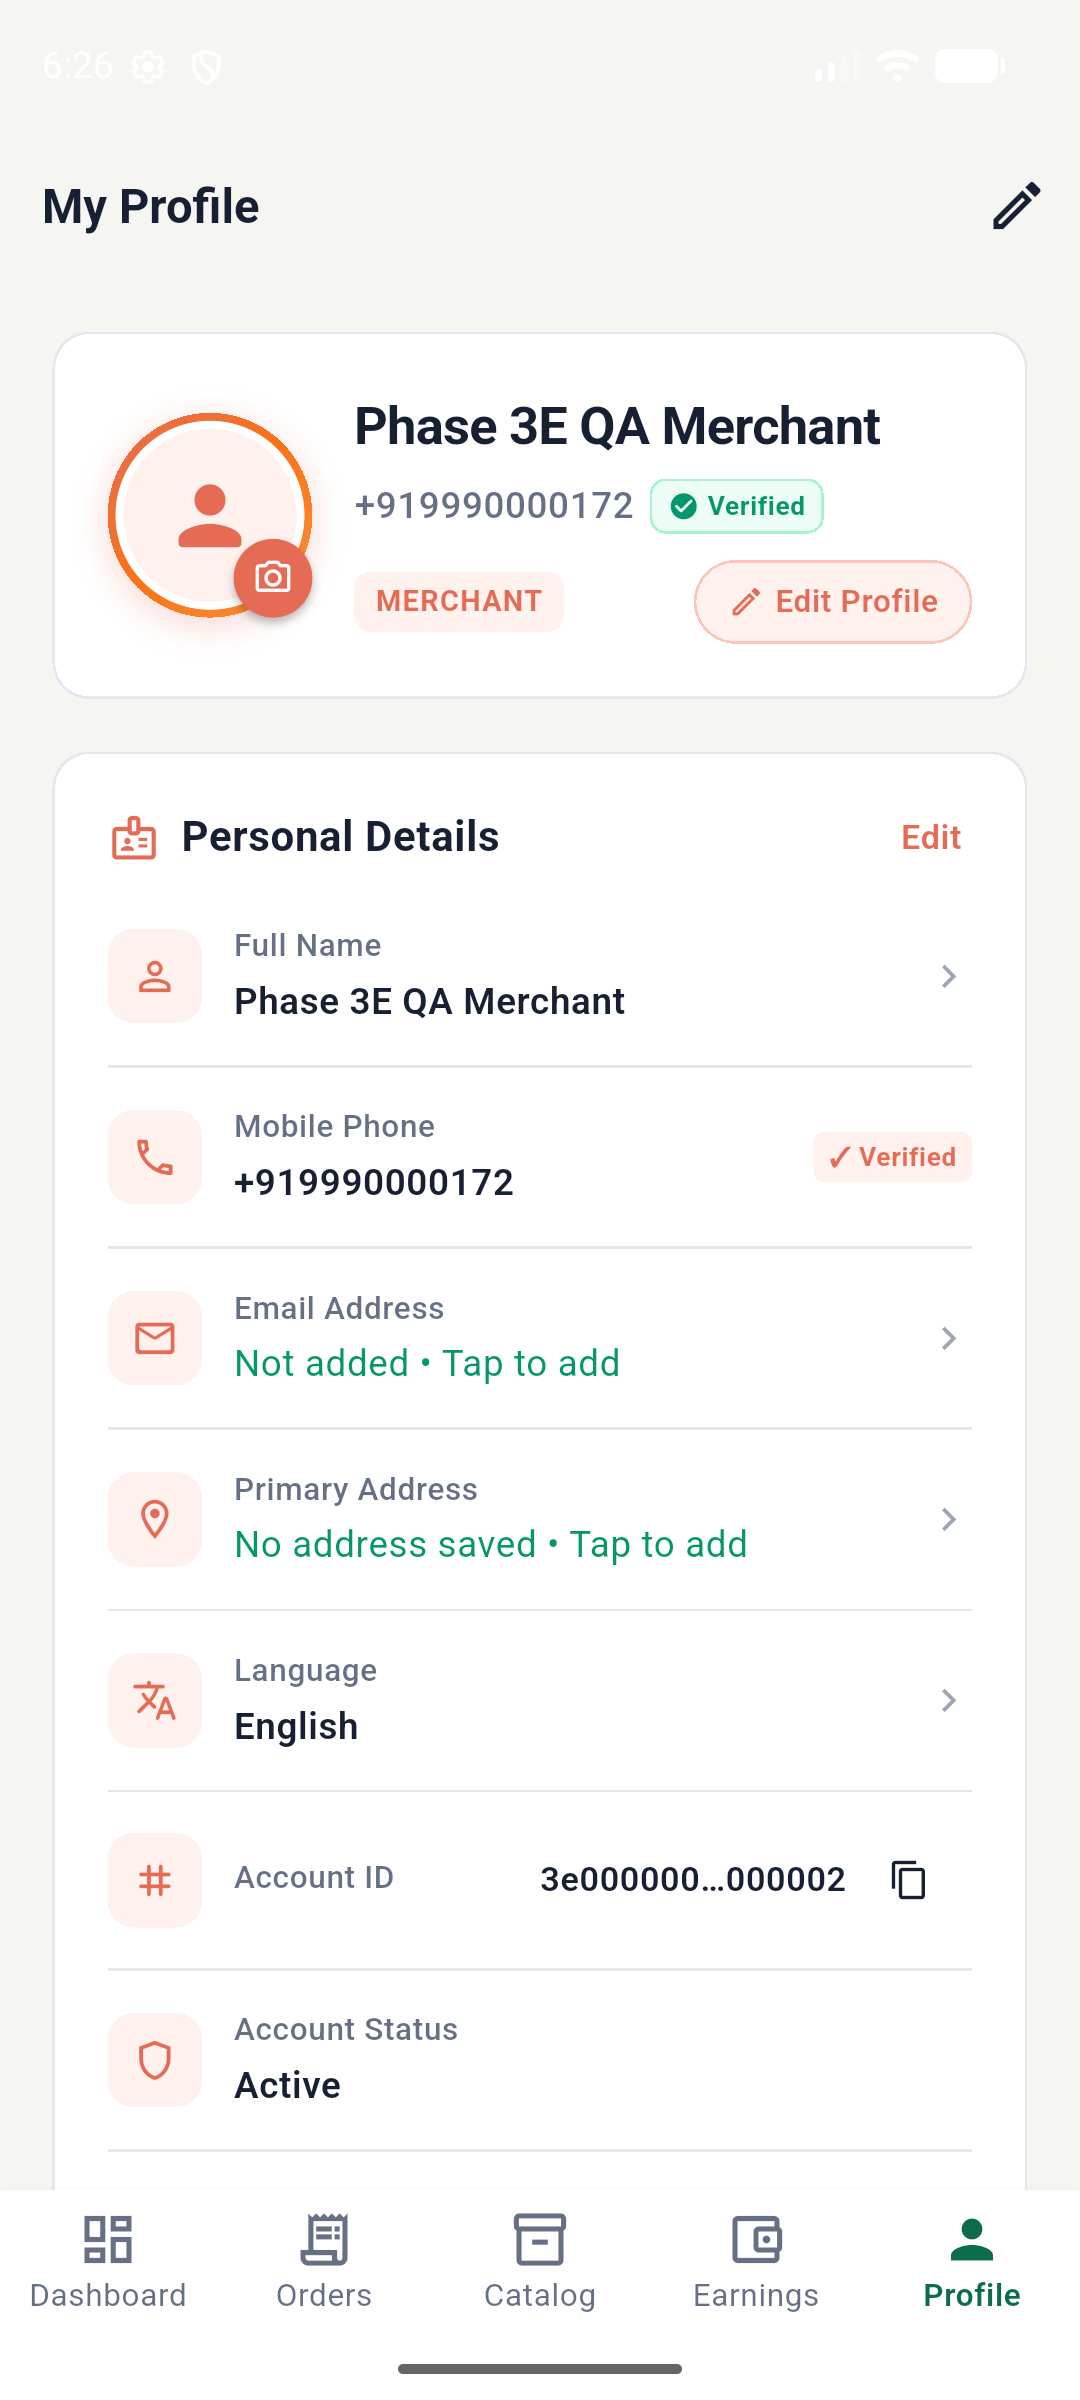 6:26
My Profile
Phase 3E QA Merchant
+919990000172 Verified
MERCHANT
Edit Profile
Personal Details
Edit
Full Name
Phase 3E QA Merchant
Mobile Phone
+919990000172
✓ Verified
Email Address
Not added • Tap to add
Primary Address
No address saved • Tap to add
Language
English
Account ID
3e000000...000002
Account Status
Active
Dashboard
Orders
Catalog
Earnings
Profile